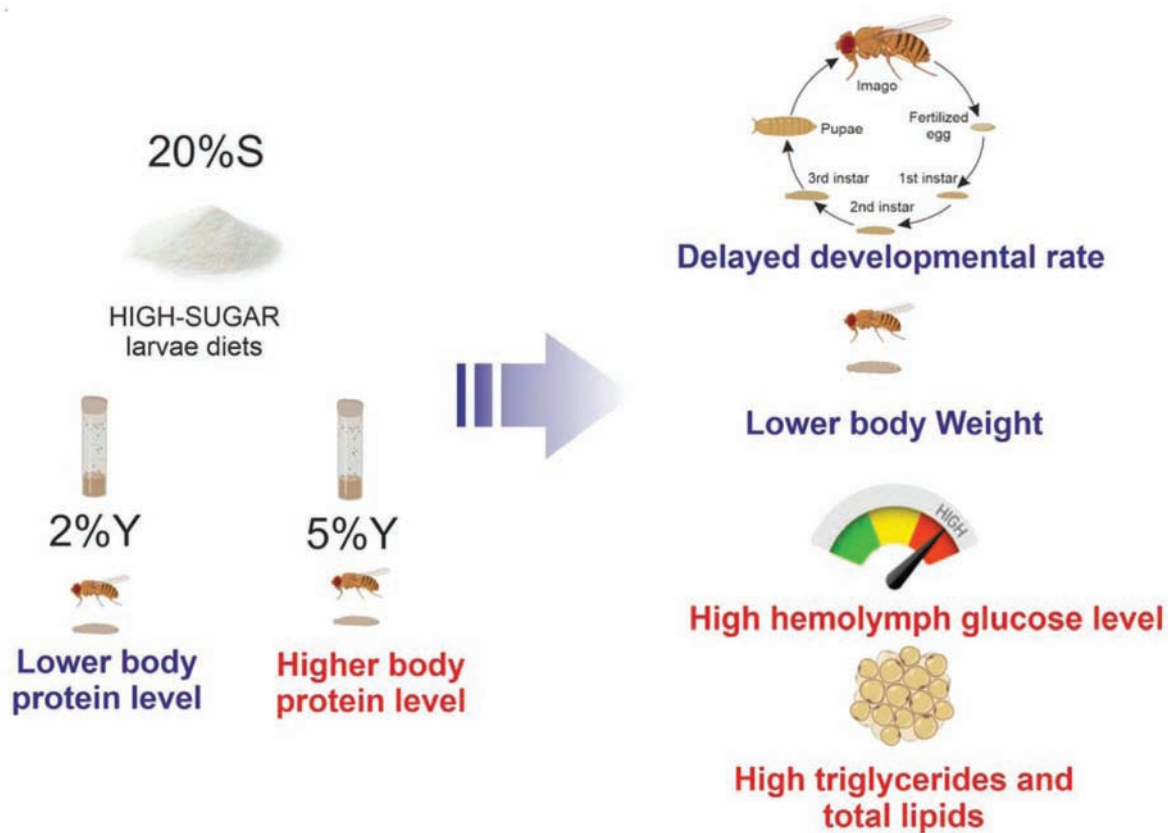 20%S
HIGH-SUGAR
larvae diets
2%Y
5%Y
Lower body
protein level
Higher body
protein level
Imago
Fertilized
egg
Pupae
3rd instar
1st instar
2nd instar
Delayed developmental rate
Lower body Weight
HIGH
High hemolymph glucose level
High triglycerides and
total lipids